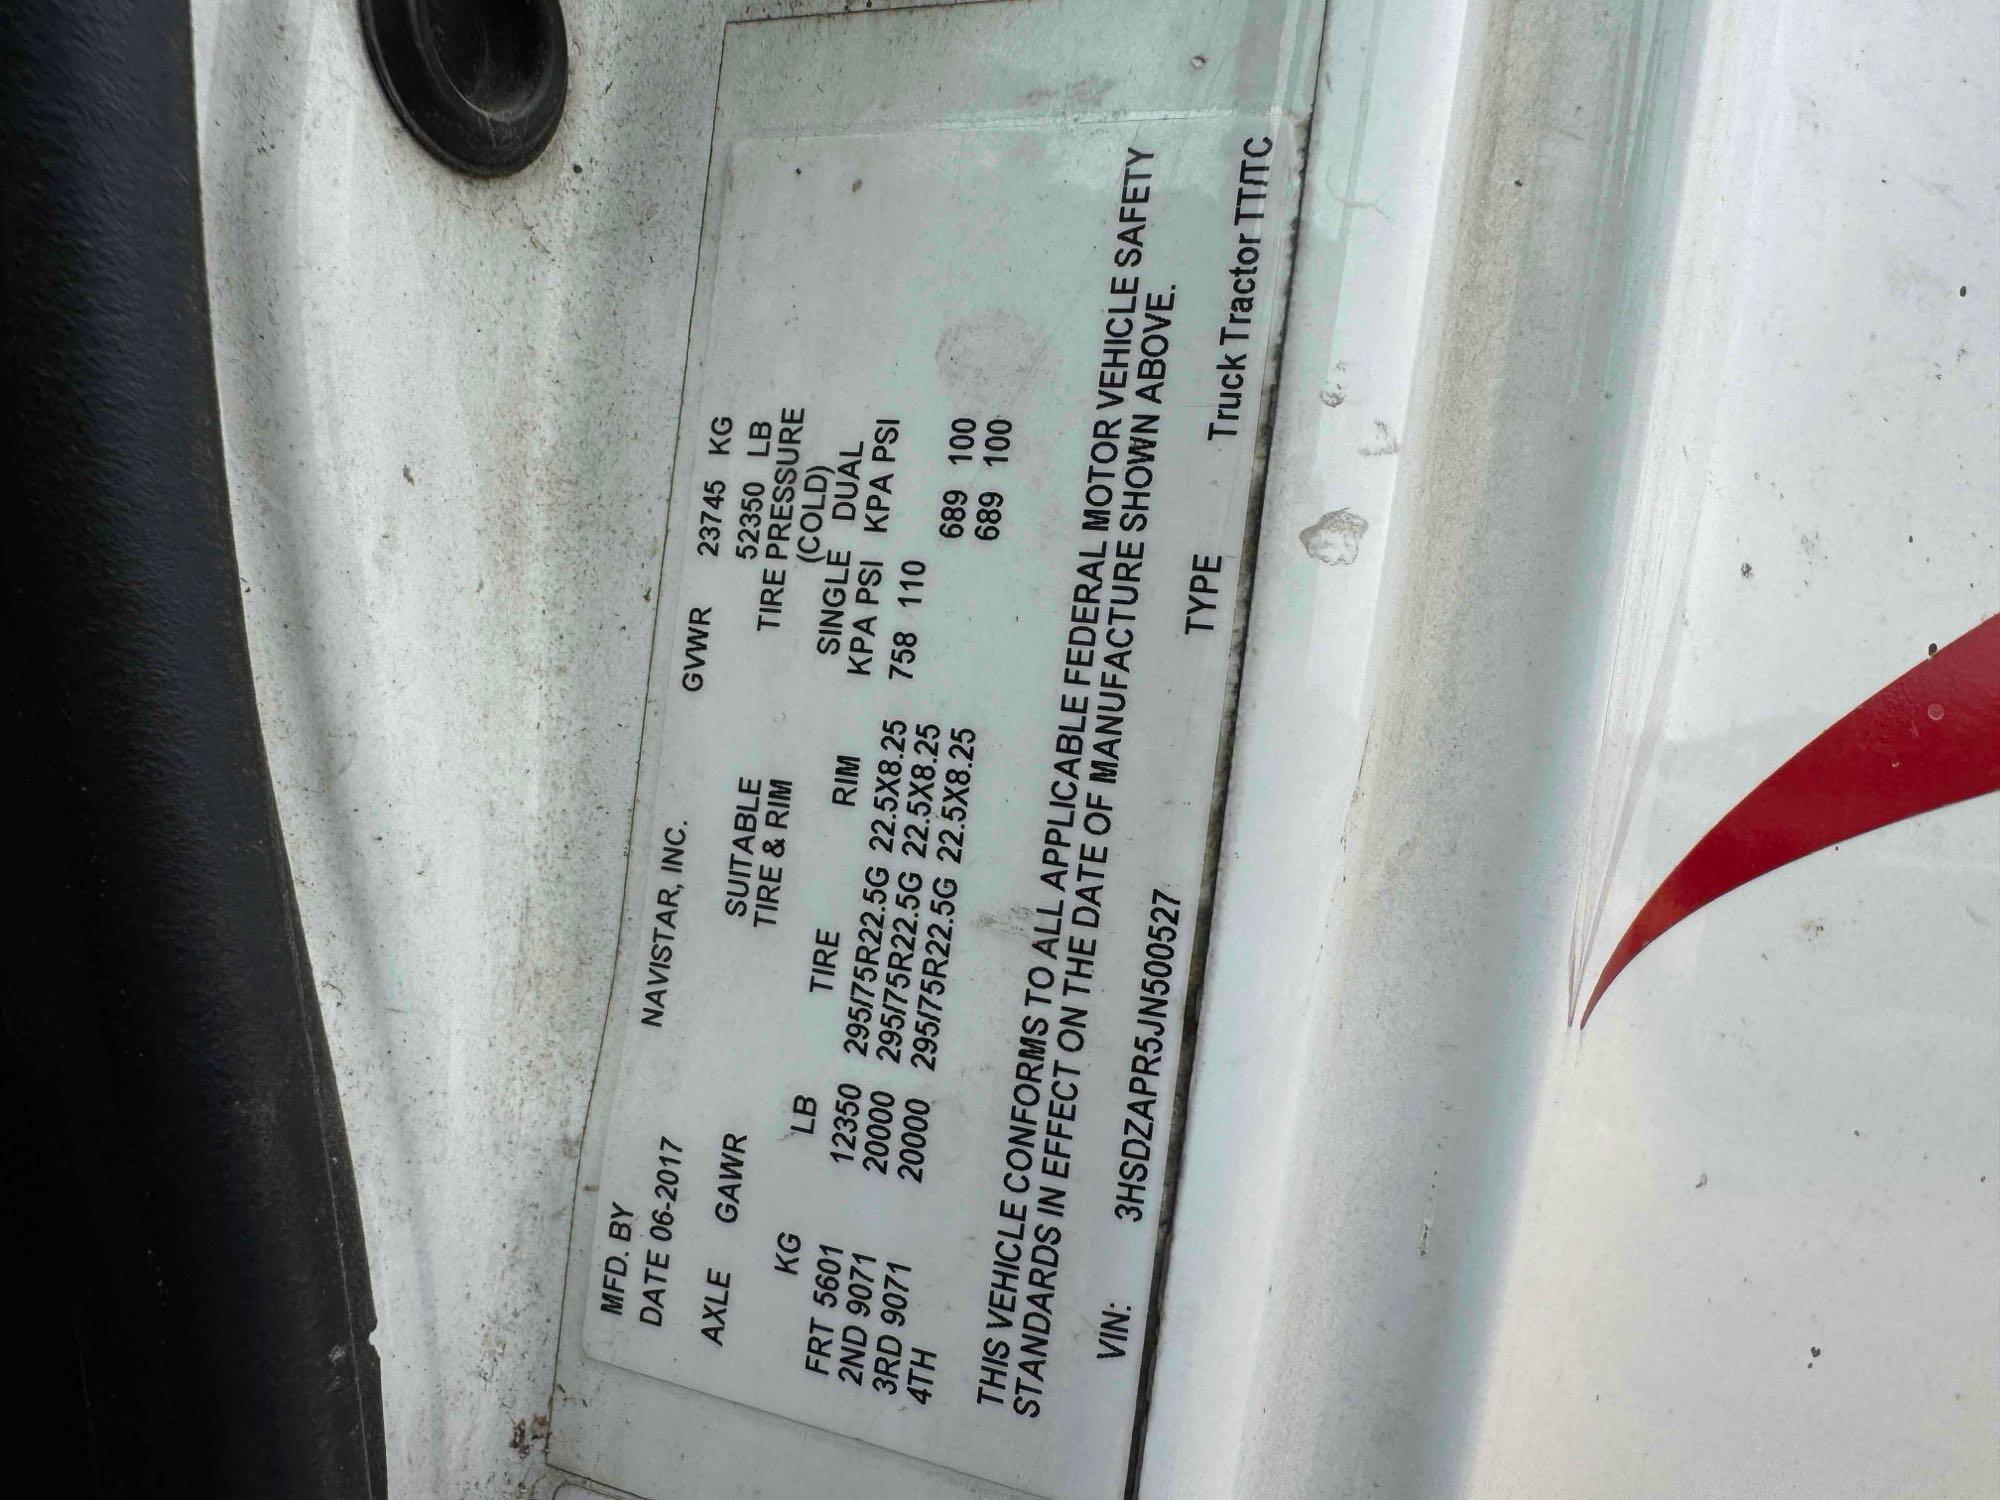 MFD. BY NAVISTAR, INC. GVWR 23745 KG
DATE 06-2017 52350 LB
AXLE GAWR SUITABLE TIRE PRESSURE
TIRE & RIM (COLD)
SINGLE DUAL
KG LB TIRE RIM KPA PSI KPA PSI
FRT 5601 12350 295/75R22.5G 22.5X8.25 758 110
2ND 9071 20000 295/75R22.5G 22.5X8.25 689 100
3RD 9071 20000 295/75R22.5G 22.5X8.25 689 100
4TH
THIS VEHICLE CONFORMS TO ALL APPLICABLE FEDERAL MOTOR VEHICLE SAFETY
STANDARDS IN EFFECT ON THE DATE OF MANUFACTURE SHOWN ABOVE.
VIN: 3HSDZAPR5JN500527 TYPE Truck Tractor TT/TC